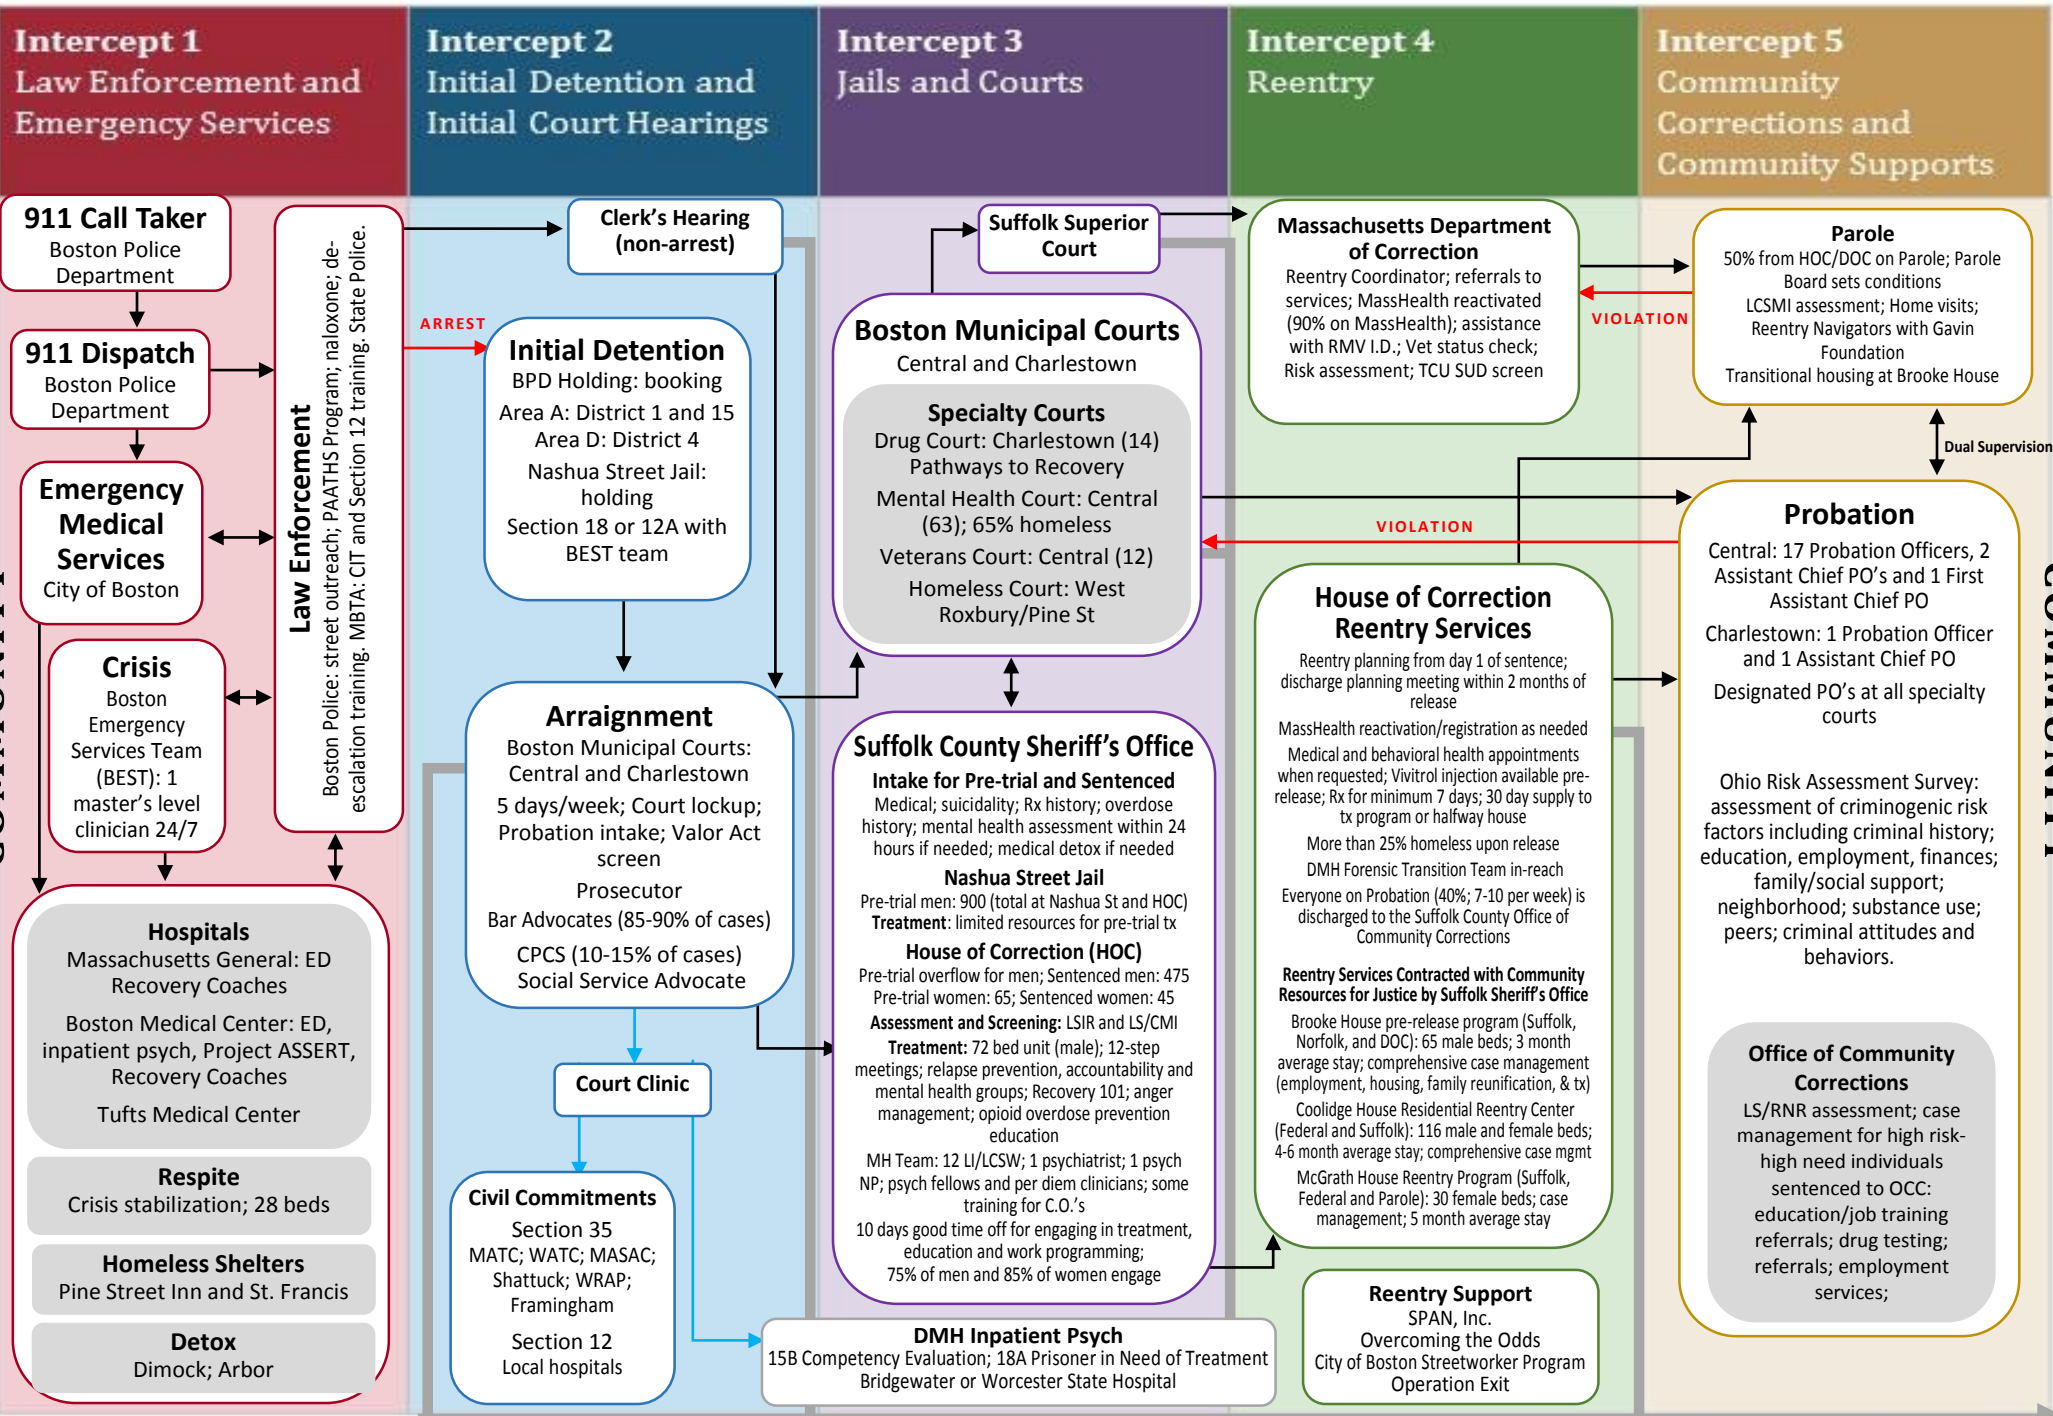 Intercept 1
Law Enforcement and
Emergency Services
Intercept 2
Initial Detention and
Initial Court Hearings
Intercept 3
Jails and Courts
Intercept 4
Reentry
Intercept 5
Community
Corrections and
Community Supports
911 Call Taker
Boston Police
Department
911 Dispatch
Boston Police
Department
Emergency
Medical
Services
City of Boston
Crisis
Boston
Emergency
Services Team
(BEST): 1
master's level
clinician 24/7
Law Enforcement
Boston Police: street outreach; PAATHS Program; naloxone; de-
escalation training. MBTA: CIT and Section 12 training. State Police.
Hospitals
Massachusetts General: ED
Recovery Coaches
Boston Medical Center: ED,
inpatient psych, Project ASSERT,
Recovery Coaches
Tufts Medical Center
Respite
Crisis stabilization; 28 beds
Homeless Shelters
Pine Street Inn and St. Francis
Detox
Dimock; Arbor
ARREST
Clerk's Hearing
(non-arrest)
Initial Detention
BPD Holding: booking
Area A: District 1 and 15
Area D: District 4
Nashua Street Jail:
holding
Section 18 or 12A with
BEST team
Arraignment
Boston Municipal Courts:
Central and Charlestown
5 days/week; Court lockup;
Probation intake; Valor Act
screen
Prosecutor
Bar Advocates (85-90% of cases)
CPCS (10-15% of cases)
Social Service Advocate
Court Clinic
Civil Commitments
Section 35
MATC; WATC; MASAC;
Shattuck; WRAP;
Framingham
Section 12
Local hospitals
Suffolk Superior
Court
Boston Municipal Courts
Central and Charlestown
Specialty Courts
Drug Court: Charlestown (14)
Pathways to Recovery
Mental Health Court: Central
(63); 65% homeless
Veterans Court: Central (12)
Homeless Court: West
Roxbury/Pine St
Suffolk County Sheriff's Office
Intake for Pre-trial and Sentenced
Medical; suicidality; Rx history; overdose
history; mental health assessment within 24
hours if needed; medical detox if needed
Nashua Street Jail
Pre-trial men: 900 (total at Nashua St and HOC)
Treatment: limited resources for pre-trial tx
House of Correction (HOC)
Pre-trial overflow for men; Sentenced men: 475
Pre-trial women: 65; Sentenced women: 45
Assessment and Screening: LSIR and LS/CMI
Treatment: 72 bed unit (male); 12-step
meetings; relapse prevention, accountability and
mental health groups; Recovery 101; anger
management; opioid overdose prevention
education
MH Team: 12 LI/LCSW; 1 psychiatrist; 1 psych
NP; psych fellows and per diem clinicians; some
training for C.O.'s
10 days good time off for engaging in treatment,
education and work programming;
75% of men and 85% of women engage
DMH Inpatient Psych
15B Competency Evaluation; 18A Prisoner in Need of Treatment
Bridgewater or Worcester State Hospital
Massachusetts Department
of Correction
Reentry Coordinator; referrals to
services; MassHealth reactivated
(90% on MassHealth); assistance
with RMV I.D.; Vet status check;
Risk assessment; TCU SUD screen
VIOLATION
VIOLATION
House of Correction
Reentry Services
Reentry planning from day 1 of sentence;
discharge planning meeting within 2 months of
release
MassHealth reactivation/registration as needed
Medical and behavioral health appointments
when requested; Vivitrol injection available pre-
release; Rx for minimum 7 days; 30 day supply to
tx program or halfway house
More than 25% homeless upon release
DMH Forensic Transition Team in-reach
Everyone on Probation (40%; 7-10 per week) is
discharged to the Suffolk County Office of
Community Corrections
Reentry Services Contracted with Community
Resources for Justice by Suffolk Sheriff's Office
Brooke House pre-release program (Suffolk,
Norfolk, and DOC): 65 male beds; 3 month
average stay; comprehensive case management
(employment, housing, family reunification, & tx)
Coolidge House Residential Reentry Center
(Federal and Suffolk): 116 male and female beds;
4-6 month average stay; comprehensive case mgmt
McGrath House Reentry Program (Suffolk,
Federal and Parole): 30 female beds; case
management; 5 month average stay
Reentry Support
SPAN, Inc.
Overcoming the Odds
City of Boston Streetworker Program
Operation Exit
Parole
50% from HOC/DOC on Parole; Parole
Board sets conditions
LCSMI assessment; Home visits;
Reentry Navigators with Gavin
Foundation
Transitional housing at Brooke House
Dual Supervision
Probation
Central: 17 Probation Officers, 2
Assistant Chief PO's and 1 First
Assistant Chief PO
Charlestown: 1 Probation Officer
and 1 Assistant Chief PO
Designated PO's at all specialty
courts
Ohio Risk Assessment Survey:
assessment of criminogenic risk
factors including criminal history;
education, employment, finances;
family/social support;
neighborhood; substance use;
peers; criminal attitudes and
behaviors.
Office of Community
Corrections
LS/RNR assessment; case
management for high risk-
high need individuals
sentenced to OCC:
education/job training
referrals; drug testing;
referrals; employment
services;